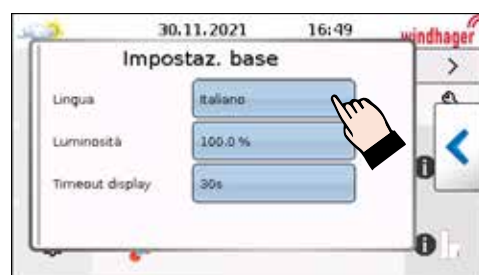 30.11.2021 16:49
windhager
Impostaz. base
Lingua Italiano
Luminosità 100.0 %
Timeout display 30s